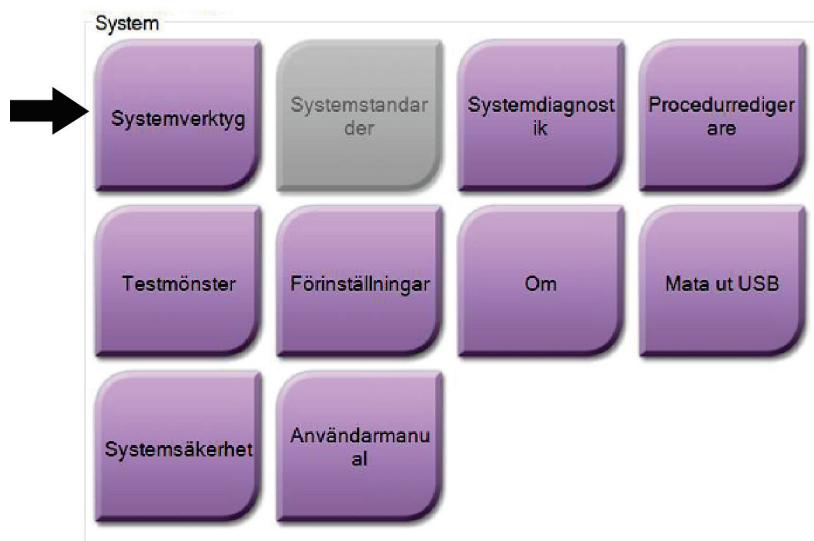 System
Systemverktyg
Systemstandar
der
Systemdiagnost
ik
Procedurrediger
are
Testmönster
Förinställningar
Om
Mata ut USB
Systemsäkerhet
Användarmanu
al